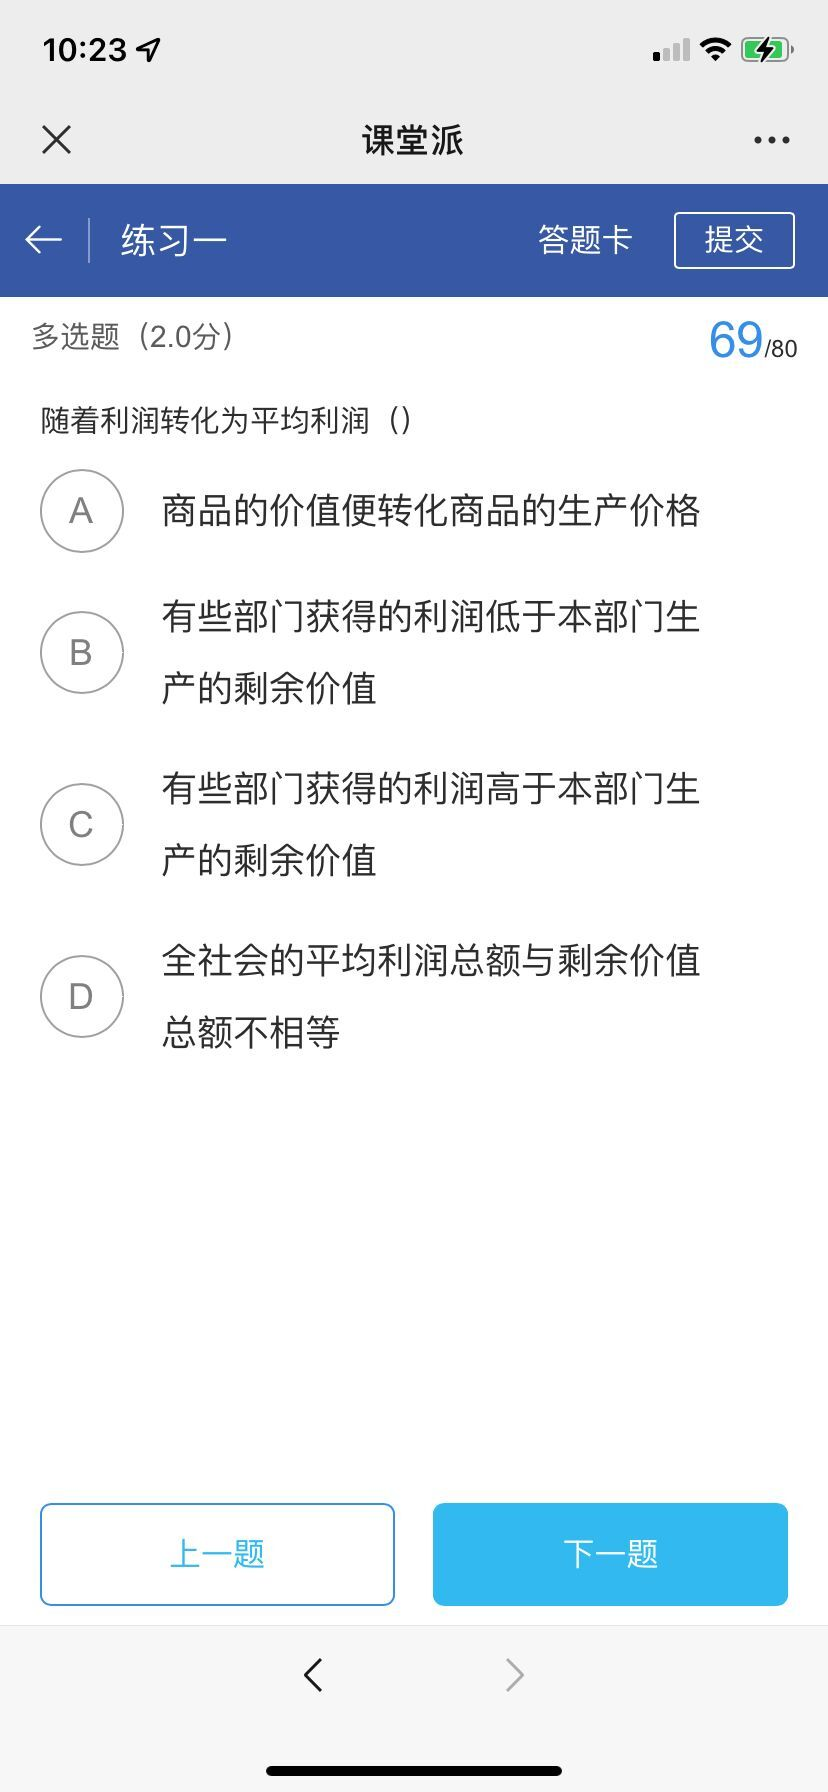 10:23
课堂派
练习一 答题卡 提交
多选题（2.0分） 69/80
随着利润转化为平均利润（）
A 商品的价值便转化商品的生产价格
B 有些部门获得的利润低于本部门生
产的剩余价值
C 有些部门获得的利润高于本部门生
产的剩余价值
D 全社会的平均利润总额与剩余价值
总额不相等
上一题 下一题